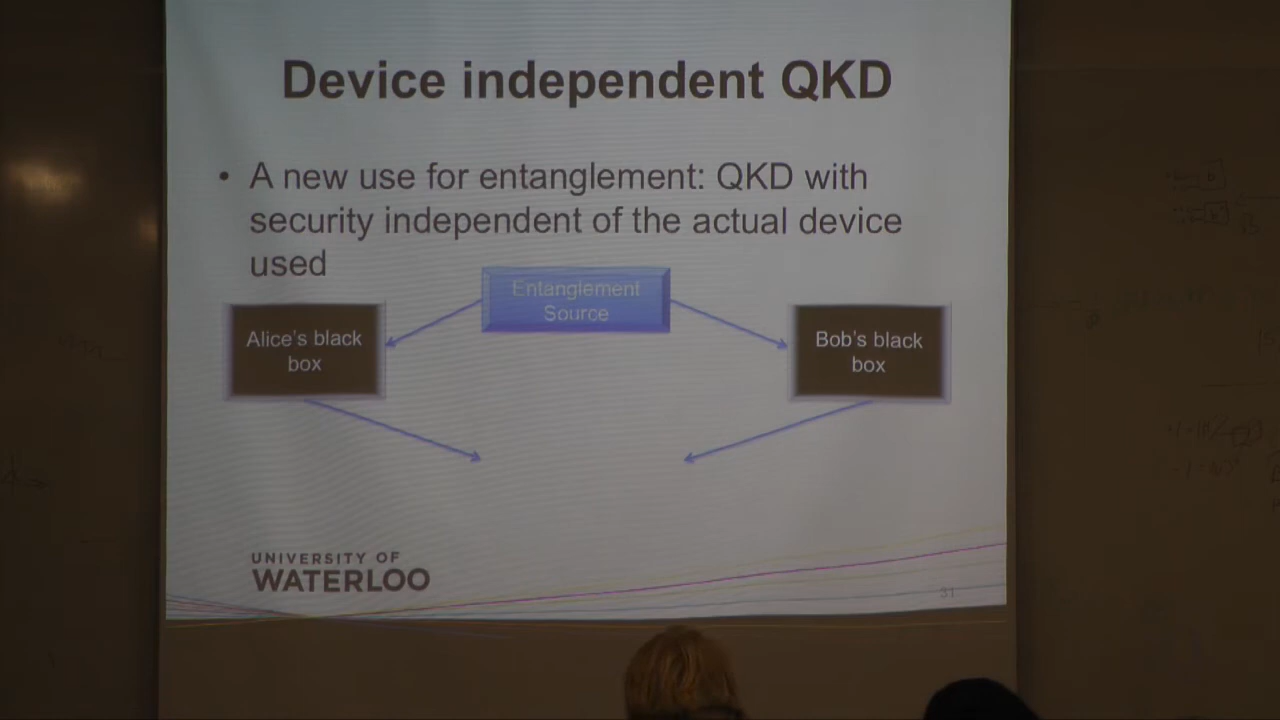 Device independent QKD
• A new use for entanglement: QKD with
security independent of the actual device
used
Entanglement
Source
Alice's black
box
Bob's black
box
UNIVERSITY OF
WATERLOO
31